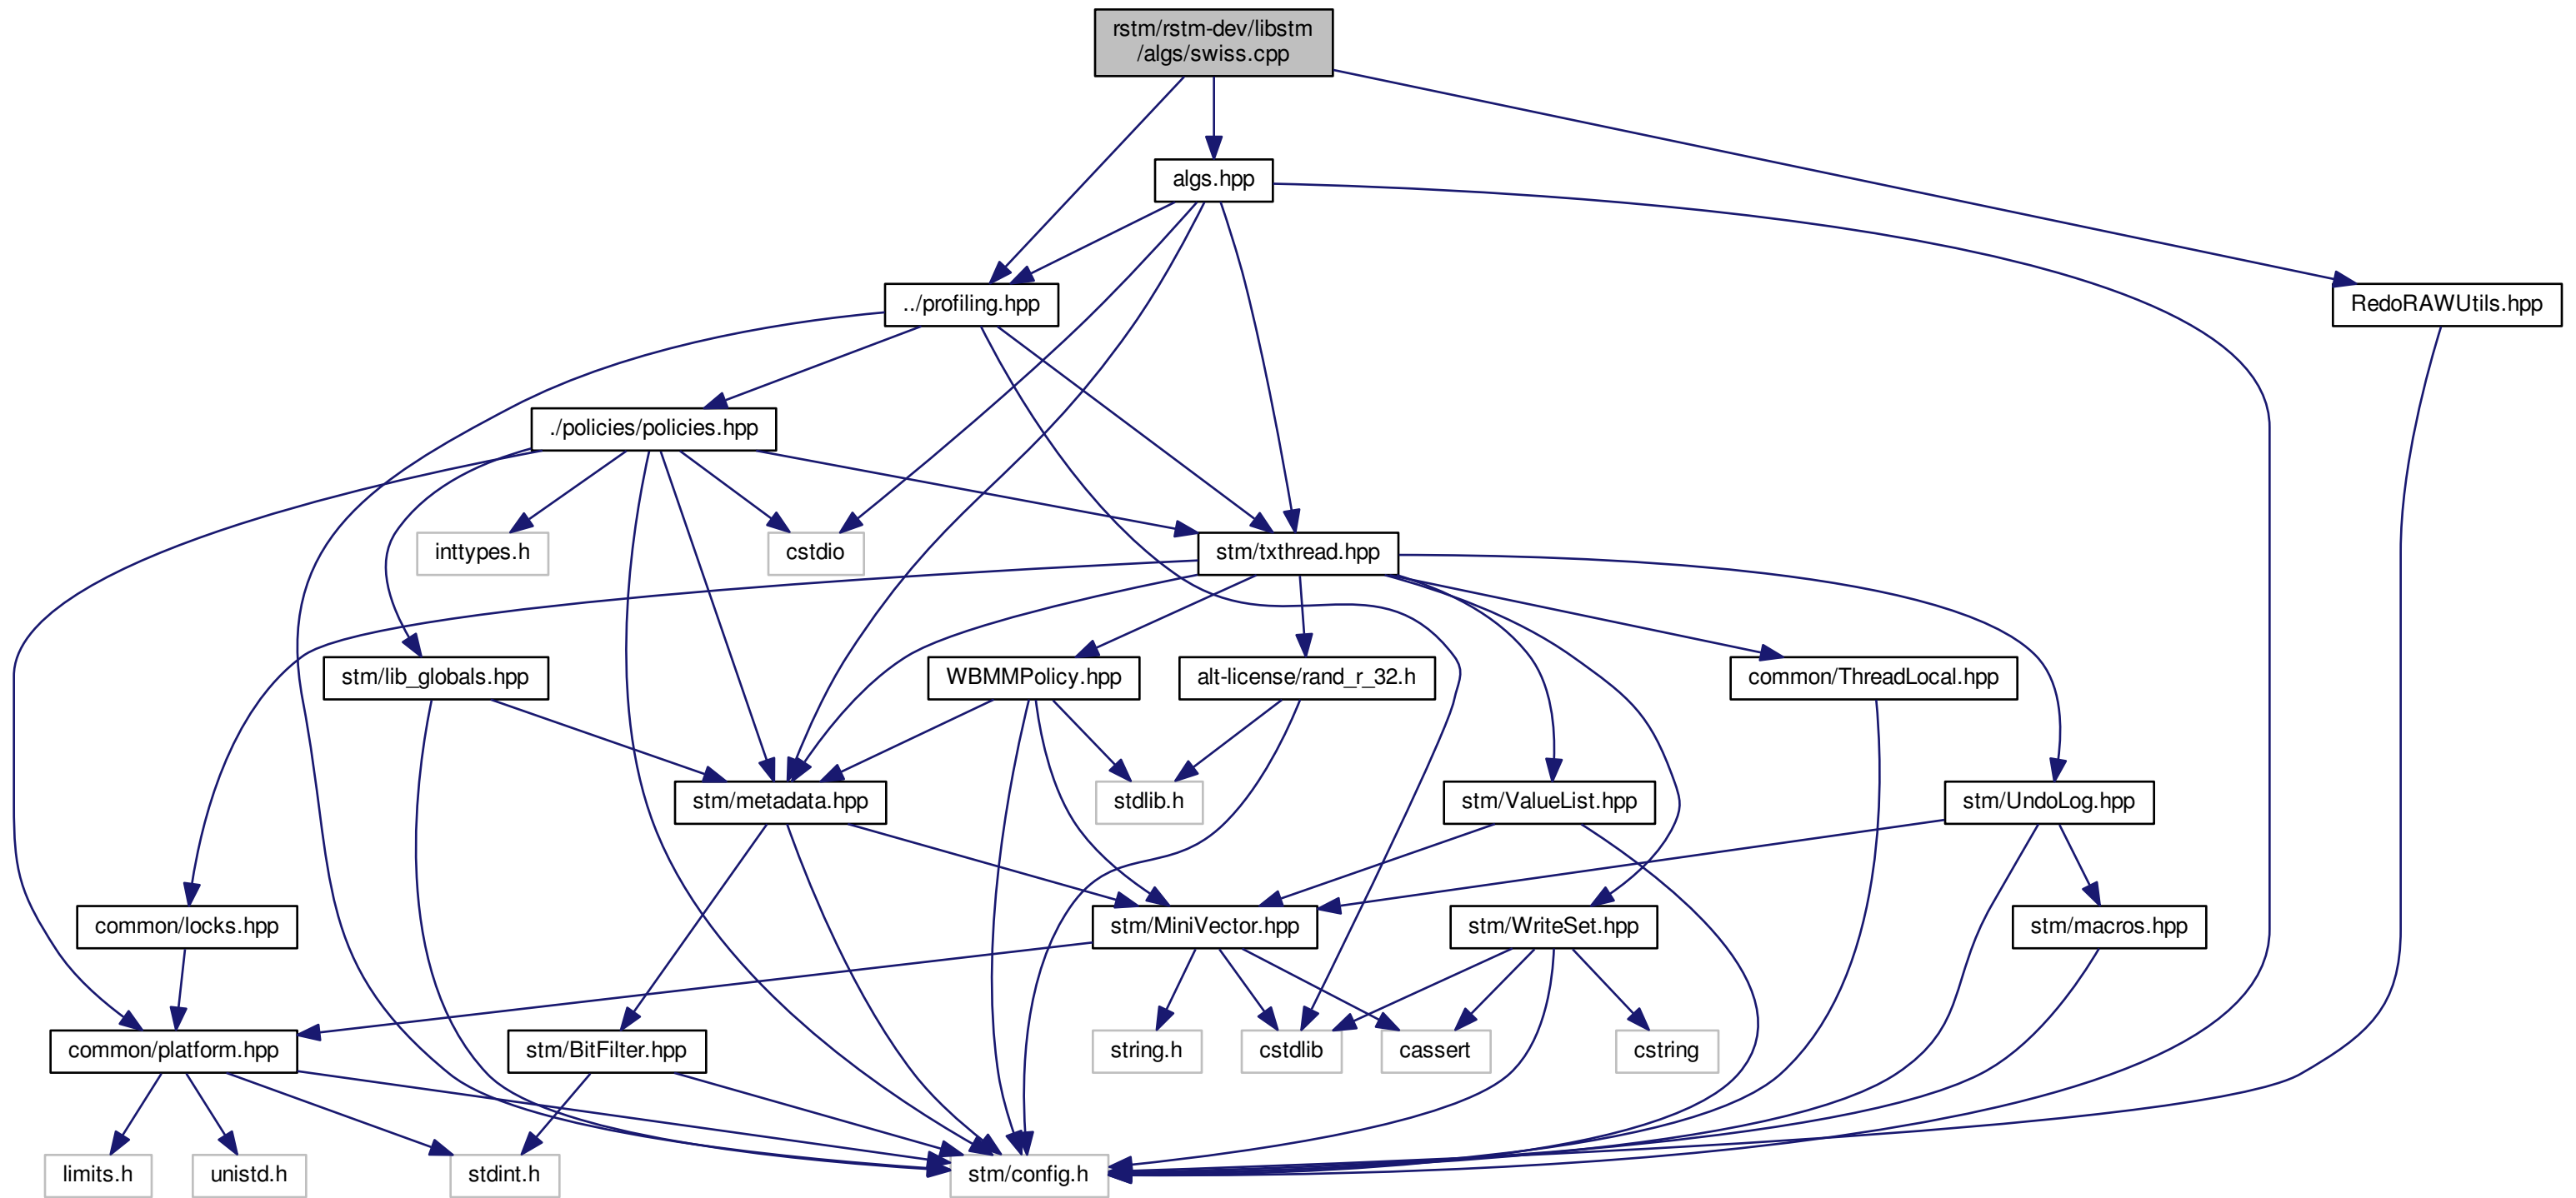 rstm/rstm-dev/libstm
/algs/swiss.cpp
algs.hpp
../profiling.hpp
RedoRAWUtils.hpp
./policies/policies.hpp
inttypes.h
cstdio
stm/txthread.hpp
stm/lib_globals.hpp
WBMMPolicy.hpp
alt-license/rand_r_32.h
common/ThreadLocal.hpp
stm/metadata.hpp
stdlib.h
stm/ValueList.hpp
stm/UndoLog.hpp
common/locks.hpp
stm/MiniVector.hpp
stm/WriteSet.hpp
stm/macros.hpp
common/platform.hpp
stm/BitFilter.hpp
string.h
cstdlib
cassert
cstring
limits.h
unistd.h
stdint.h
stm/config.h